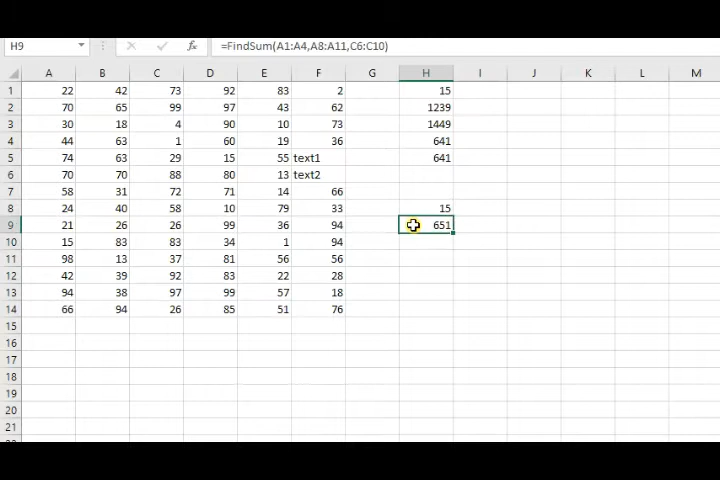 H9 fx =FindSum(A1:A4,A8:A11,C6:C10)
A B C D E F G H I J K L M
1 22 42 73 92 83 2 15
2 70 65 99 97 43 62 1239
3 30 18 4 90 10 73 1449
4 44 63 1 60 19 36 641
5 74 63 29 15 55 text1 641
6 70 70 88 80 13 text2
7 58 31 72 71 14 66
8 24 40 58 10 79 33 15
9 21 26 26 99 36 94 651
10 15 83 83 34 1 94
11 98 13 37 81 56 56
12 42 39 92 83 22 28
13 94 38 97 99 57 18
14 66 94 26 85 51 76
15
16
17
18
19
20
21